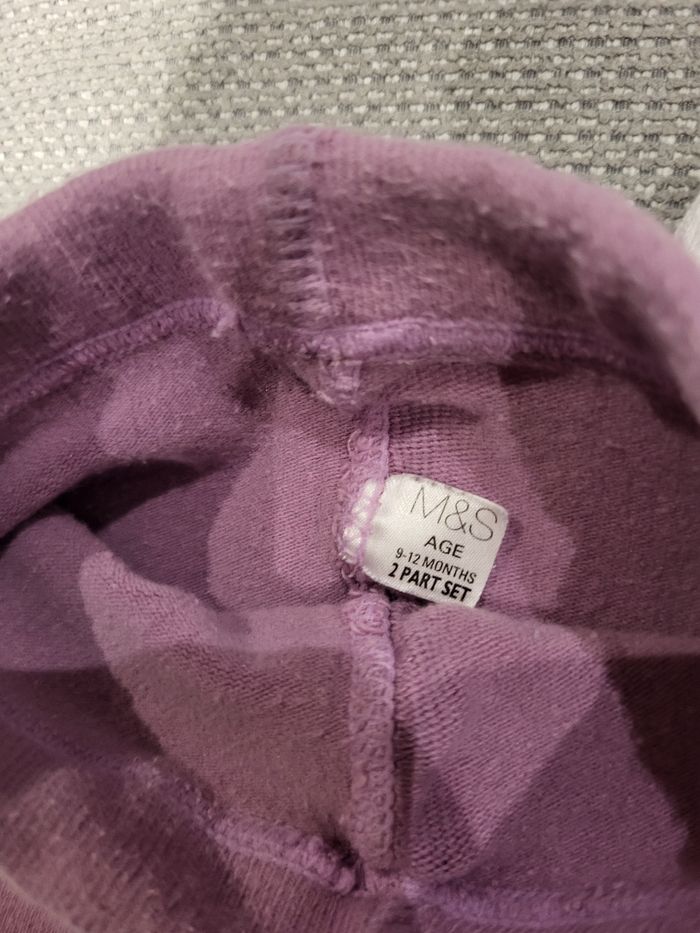 M&S
AGE
9-12 MONTHS
2 PART SET